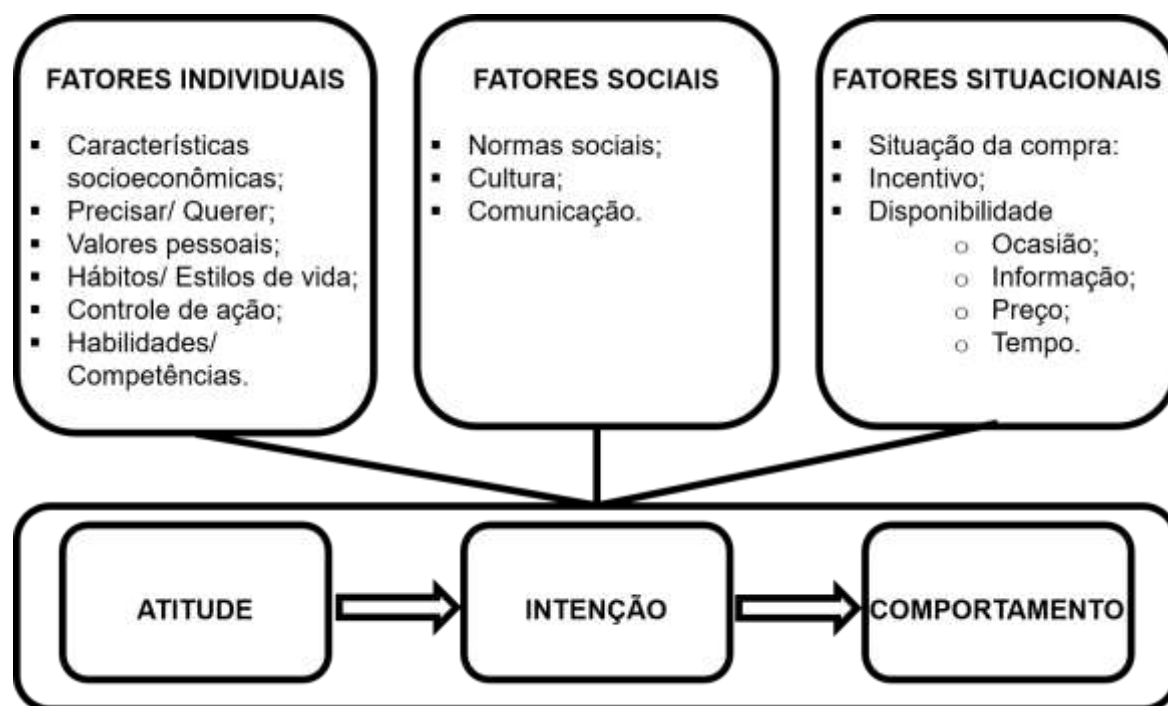 FATORES INDIVIDUAIS
▪ Características
socioeconômicas;
▪ Precisar/ Querer;
▪ Valores pessoais;
▪ Hábitos/ Estilos de vida;
▪ Controle de ação;
▪ Habilidades/
Competências.
FATORES SOCIAIS
▪ Normas sociais;
▪ Cultura;
▪ Comunicação.
FATORES SITUACIONAIS
▪ Situação da compra:
▪ Incentivo;
▪ Disponibilidade
o Ocasião;
o Informação;
o Preço;
o Tempo.
ATITUDE
INTENÇÃO
COMPORTAMENTO